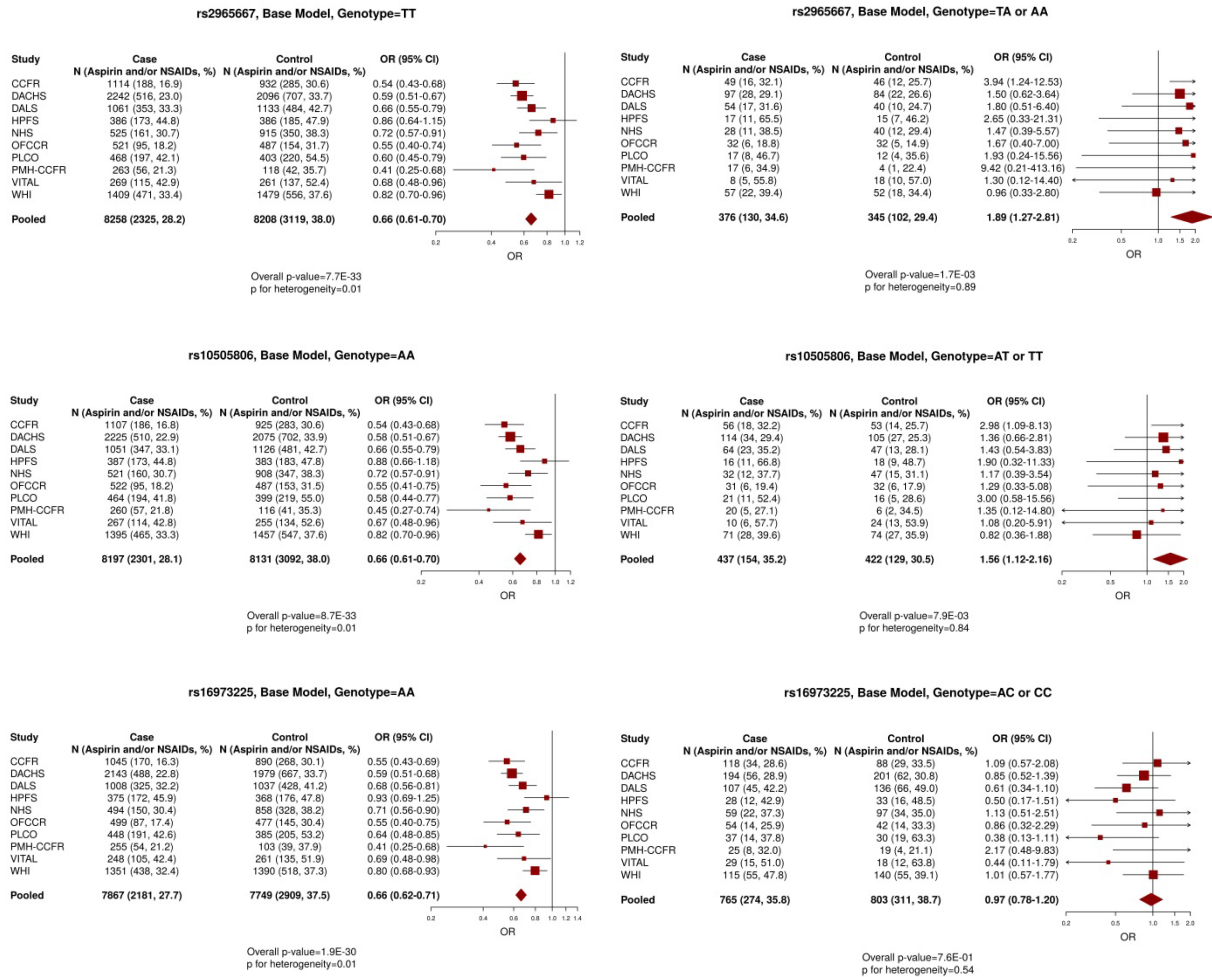 rs2965667, Base Model, Genotype=TT
Study Case Control OR (95% CI)
N (Aspirin and/or NSAIDs, %) N (Aspirin and/or NSAIDs, %)
CCFR 1114 (188, 16.9) 932 (285, 30.6) 0.54 (0.43-0.68)
DACHS 2242 (516, 23.0) 2096 (707, 33.7) 0.59 (0.51-0.67)
DALS 1061 (353, 33.3) 1133 (484, 42.7) 0.66 (0.55-0.79)
HPFS 386 (173, 44.8) 386 (185, 47.9) 0.86 (0.64-1.15)
NHS 525 (161, 30.7) 915 (350, 38.3) 0.72 (0.57-0.91)
OFCCR 521 (95, 18.2) 487 (154, 31.7) 0.55 (0.40-0.74)
PLCO 468 (197, 42.1) 403 (220, 54.5) 0.60 (0.45-0.79)
PMH-CCFR 263 (56, 21.3) 118 (42, 35.7) 0.41 (0.25-0.68)
VITAL 269 (115, 42.9) 261 (137, 52.4) 0.68 (0.48-0.96)
WHI 1409 (471, 33.4) 1479 (556, 37.6) 0.82 (0.70-0.96)
Pooled 8258 (2325, 28.2) 8208 (3119, 38.0) 0.66 (0.61-0.70)
0.2 0.4 0.6 0.8 1.0 1.2
OR
Overall p-value=7.7E-33
p for heterogeneity=0.01
rs2965667, Base Model, Genotype=TA or AA
Study Case Control OR (95% CI)
N (Aspirin and/or NSAIDs, %) N (Aspirin and/or NSAIDs, %)
CCFR 49 (16, 32.1) 46 (12, 25.7) 3.94 (1.24-12.53)
DACHS 97 (28, 29.1) 84 (22, 26.6) 1.50 (0.62-3.64)
DALS 54 (17, 31.6) 40 (10, 24.7) 1.80 (0.51-6.40)
HPFS 17 (11, 65.5) 15 (7, 46.2) 2.65 (0.33-21.31)
NHS 28 (11, 38.5) 40 (12, 29.4) 1.47 (0.39-5.57)
OFCCR 32 (6, 18.8) 32 (5, 14.9) 1.67 (0.40-7.00)
PLCO 17 (8, 46.7) 12 (4, 35.6) 1.93 (0.24-15.56)
PMH-CCFR 17 (6, 34.9) 4 (1, 22.4) 9.42 (0.21-413.16)
VITAL 8 (5, 55.8) 18 (10, 57.0) 1.30 (0.12-14.40)
WHI 57 (22, 39.4) 52 (18, 34.4) 0.96 (0.33-2.80)
Pooled 376 (130, 34.6) 345 (102, 29.4) 1.89 (1.27-2.81)
0.2 0.5 1.0 1.5 2.0
OR
Overall p-value=1.7E-03
p for heterogeneity=0.89
rs10505806, Base Model, Genotype=AA
Study Case Control OR (95% CI)
N (Aspirin and/or NSAIDs, %) N (Aspirin and/or NSAIDs, %)
CCFR 1107 (186, 16.8) 925 (283, 30.6) 0.54 (0.43-0.68)
DACHS 2225 (510, 22.9) 2075 (702, 33.9) 0.58 (0.51-0.67)
DALS 1051 (347, 33.1) 1126 (481, 42.7) 0.66 (0.55-0.79)
HPFS 387 (173, 44.8) 383 (183, 47.8) 0.88 (0.66-1.18)
NHS 521 (160, 30.7) 908 (347, 38.3) 0.72 (0.57-0.91)
OFCCR 522 (95, 18.2) 487 (153, 31.5) 0.55 (0.41-0.75)
PLCO 464 (194, 41.8) 399 (219, 55.0) 0.58 (0.44-0.77)
PMH-CCFR 260 (57, 21.8) 116 (41, 35.3) 0.45 (0.27-0.74)
VITAL 267 (114, 42.8) 255 (134, 52.6) 0.67 (0.48-0.96)
WHI 1395 (465, 33.3) 1457 (547, 37.6) 0.82 (0.70-0.96)
Pooled 8197 (2301, 28.1) 8131 (3092, 38.0) 0.66 (0.61-0.70)
0.2 0.4 0.6 0.8 1.0 1.2
OR
Overall p-value=8.7E-33
p for heterogeneity=0.01
rs10505806, Base Model, Genotype=AT or TT
Study Case Control OR (95% CI)
N (Aspirin and/or NSAIDs, %) N (Aspirin and/or NSAIDs, %)
CCFR 56 (18, 32.2) 53 (14, 25.7) 2.98 (1.09-8.13)
DACHS 114 (34, 29.4) 105 (27, 25.3) 1.36 (0.66-2.81)
DALS 64 (23, 35.2) 47 (13, 28.1) 1.43 (0.54-3.83)
HPFS 16 (11, 66.8) 18 (9, 48.7) 1.90 (0.32-11.33)
NHS 32 (12, 37.7) 47 (15, 31.1) 1.17 (0.39-3.54)
OFCCR 31 (6, 19.4) 32 (6, 17.9) 1.29 (0.33-5.08)
PLCO 21 (11, 52.4) 16 (5, 28.6) 3.00 (0.58-15.56)
PMH-CCFR 20 (5, 27.1) 6 (2, 34.5) 1.35 (0.12-14.80)
VITAL 10 (6, 57.7) 24 (13, 53.9) 1.08 (0.20-5.91)
WHI 71 (28, 39.6) 74 (27, 35.9) 0.82 (0.36-1.88)
Pooled 437 (154, 35.2) 422 (129, 30.5) 1.56 (1.12-2.16)
0.2 0.5 1.0 1.5 2.0
OR
Overall p-value=7.9E-03
p for heterogeneity=0.84
rs16973225, Base Model, Genotype=AA
Study Case Control OR (95% CI)
N (Aspirin and/or NSAIDs, %) N (Aspirin and/or NSAIDs, %)
CCFR 1045 (170, 16.3) 890 (268, 30.1) 0.55 (0.43-0.69)
DACHS 2143 (488, 22.8) 1979 (667, 33.7) 0.59 (0.51-0.68)
DALS 1008 (325, 32.2) 1037 (428, 41.2) 0.68 (0.56-0.81)
HPFS 375 (172, 45.9) 368 (176, 47.8) 0.93 (0.69-1.25)
NHS 494 (150, 30.4) 858 (328, 38.2) 0.71 (0.56-0.90)
OFCCR 499 (87, 17.4) 477 (145, 30.4) 0.55 (0.40-0.75)
PLCO 448 (191, 42.6) 385 (205, 53.2) 0.64 (0.48-0.85)
PMH-CCFR 255 (54, 21.2) 103 (39, 37.9) 0.41 (0.25-0.68)
VITAL 248 (105, 42.4) 261 (135, 51.9) 0.69 (0.48-0.98)
WHI 1351 (438, 32.4) 1390 (518, 37.3) 0.80 (0.68-0.93)
Pooled 7867 (2181, 27.7) 7749 (2909, 37.5) 0.66 (0.62-0.71)
0.2 0.4 0.6 0.8 1.0 1.2
OR
Overall p-value=1.9E-30
p for heterogeneity=0.01
rs16973225, Base Model, Genotype=AC or CC
Study Case Control OR (95% CI)
N (Aspirin and/or NSAIDs, %) N (Aspirin and/or NSAIDs, %)
CCFR 118 (34, 28.6) 88 (29, 33.5) 1.09 (0.57-2.08)
DACHS 194 (56, 28.9) 201 (62, 30.8) 0.85 (0.52-1.39)
DALS 107 (45, 42.2) 136 (66, 49.0) 0.61 (0.34-1.10)
HPFS 28 (12, 42.9) 33 (16, 48.5) 0.50 (0.17-1.51)
NHS 59 (22, 37.3) 97 (34, 35.0) 1.13 (0.51-2.51)
OFCCR 54 (14, 25.9) 42 (14, 33.3) 0.86 (0.32-2.29)
PLCO 37 (14, 37.8) 30 (19, 63.3) 0.38 (0.13-1.11)
PMH-CCFR 25 (8, 32.0) 19 (4, 21.1) 2.17 (0.48-9.83)
VITAL 29 (15, 51.0) 18 (12, 63.8) 0.44 (0.11-1.79)
WHI 115 (55, 47.8) 140 (55, 39.1) 1.01 (0.57-1.77)
Pooled 765 (274, 35.8) 803 (311, 38.7) 0.97 (0.78-1.20)
0.2 0.5 1.0 1.5 2.0
OR
Overall p-value=7.6E-01
p for heterogeneity=0.54